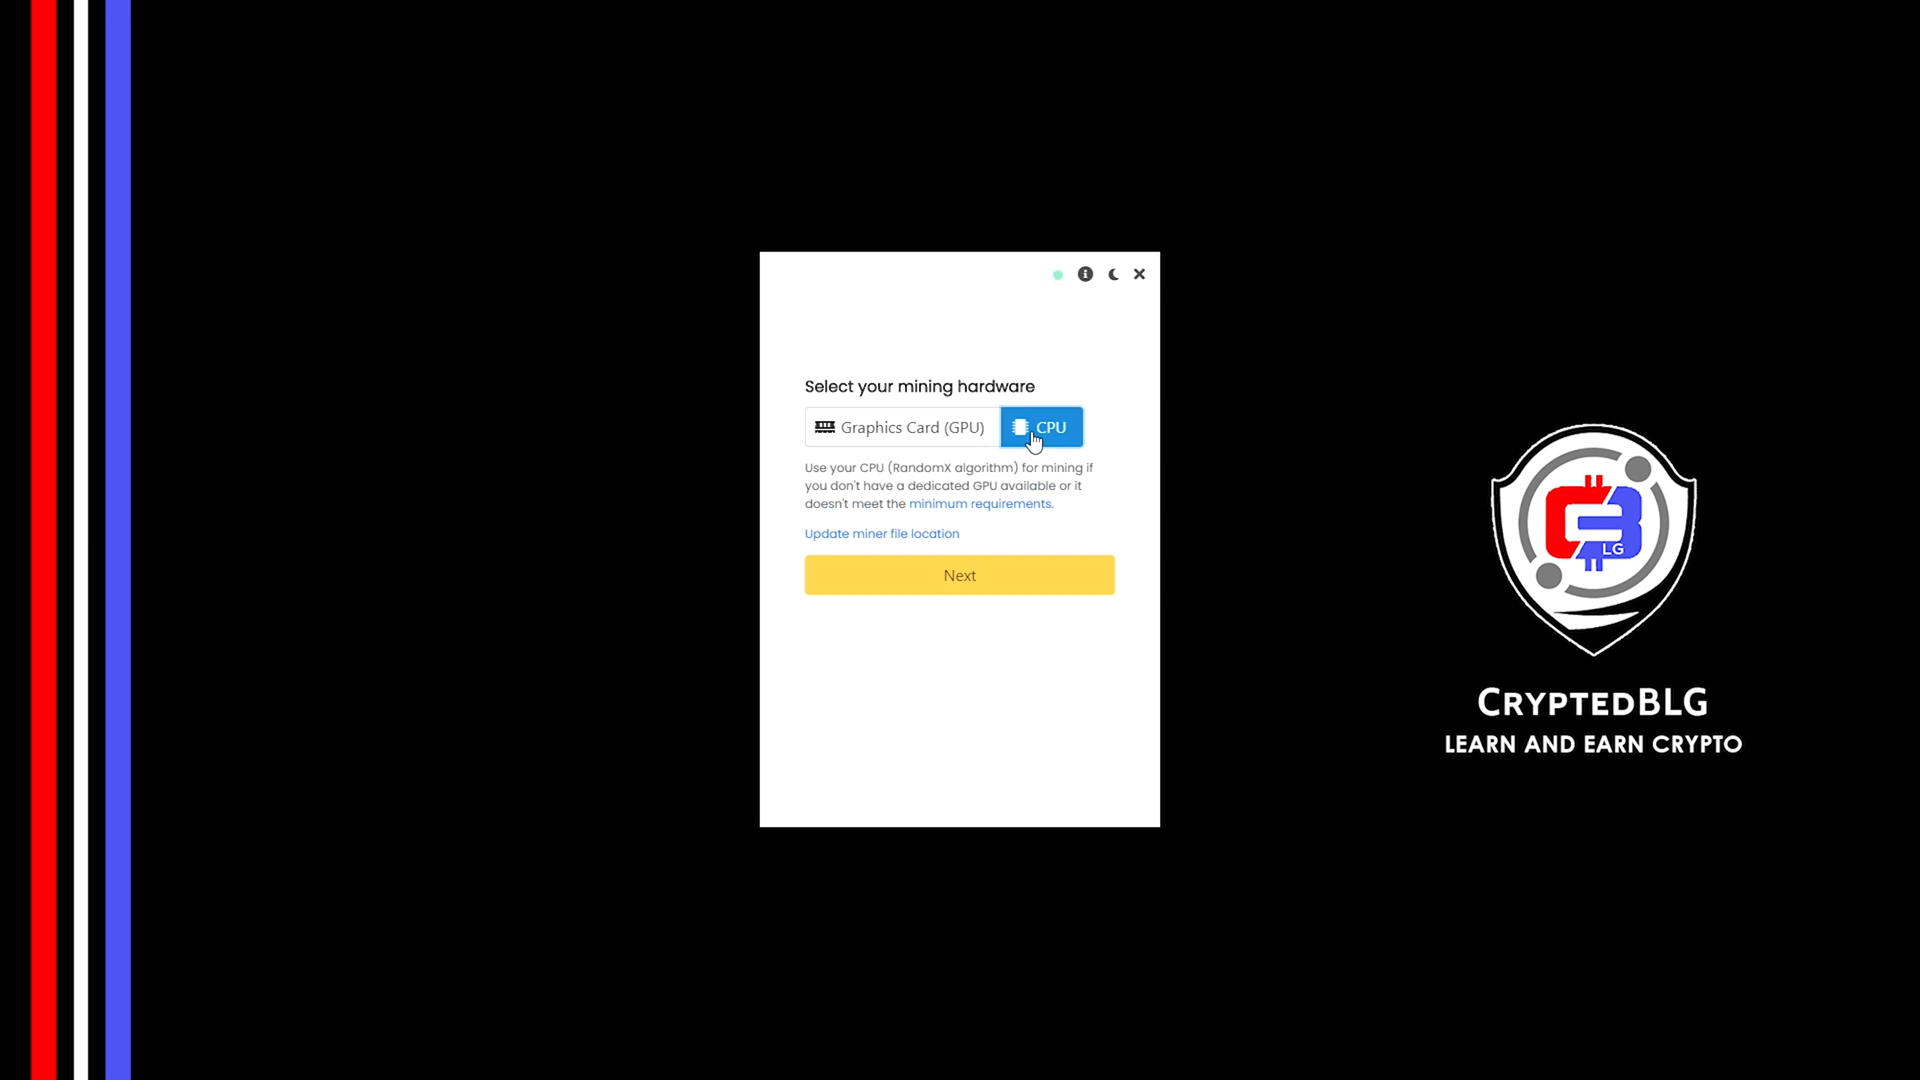 Select your mining hardware
Graphics Card (GPU)
CPU
Use your CPU (RandomX algorithm) for mining if
you don't have a dedicated GPU available or it
doesn't meet the minimum requirements.
Update miner file location
Next
LG
CRYPTEDBLG
LEARN AND EARN CRYPTO